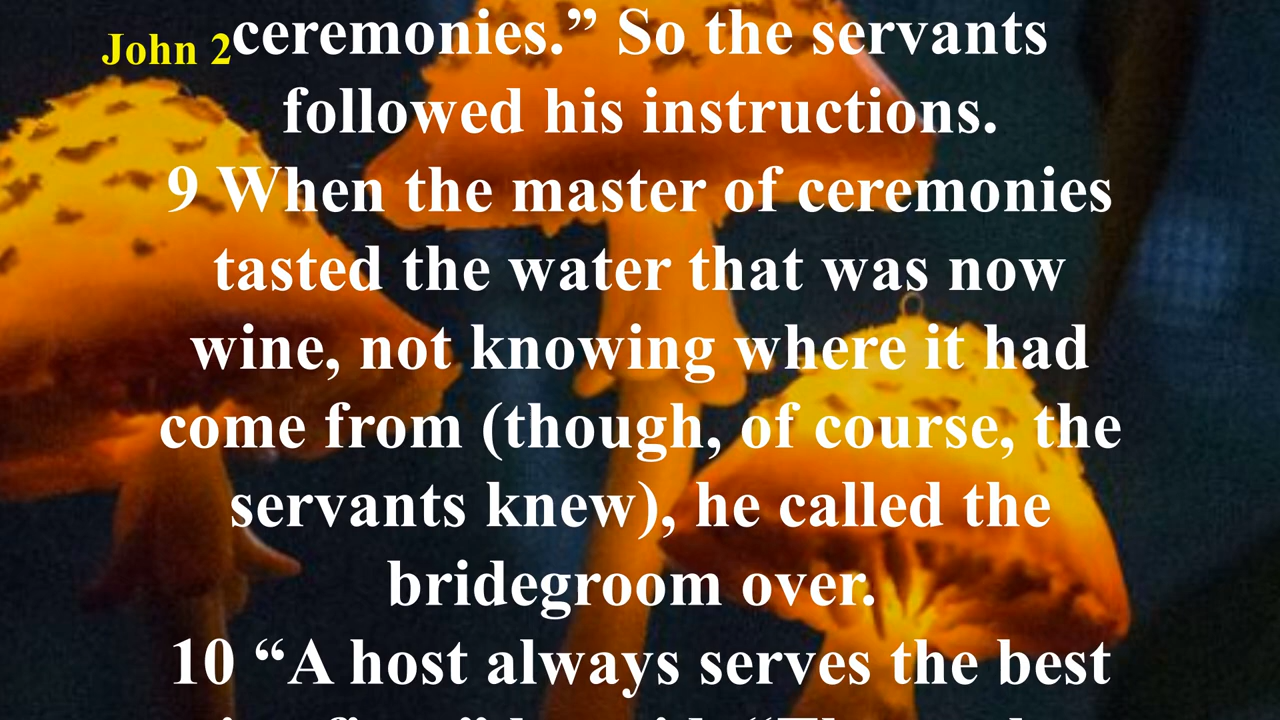 John 2
ceremonies.” So the servants
followed his instructions.
9 When the master of ceremonies
tasted the water that was now
wine, not knowing where it had
come from (though, of course, the
servants knew), he called the
bridegroom over.
10 “A host always serves the best